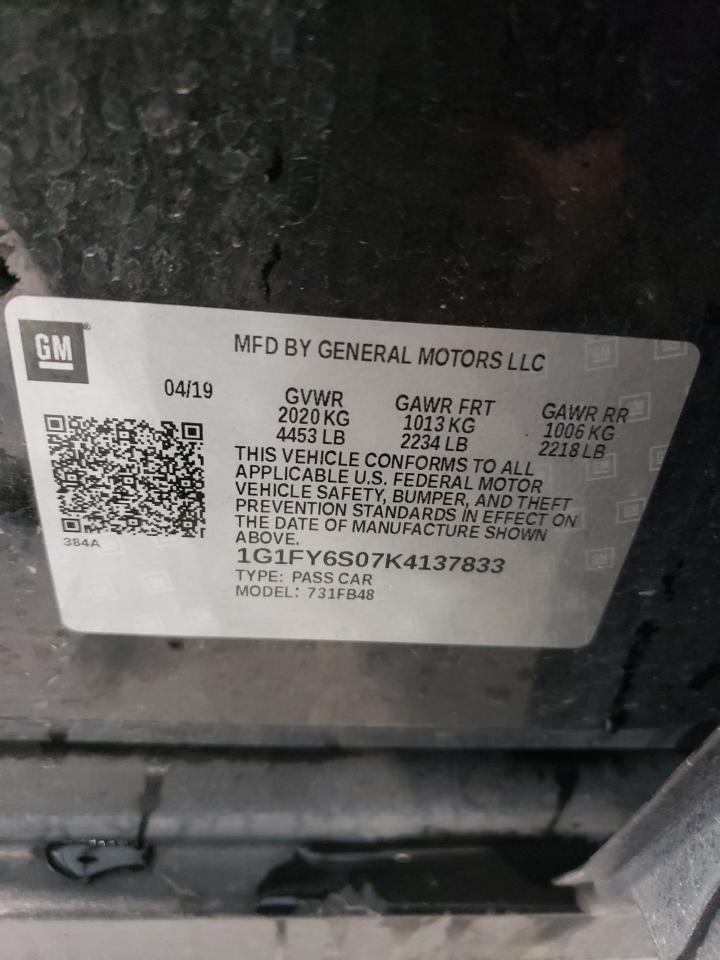 GM®
MFD BY GENERAL MOTORS LLC
04/19
GVWR
2020 KG
4453 LB
GAWR FRT
1013 KG
2234 LB
GAWR RR
1006 KG
2218 LB
THIS VEHICLE CONFORMS TO ALL
APPLICABLE U.S. FEDERAL MOTOR
VEHICLE SAFETY, BUMPER, AND THEFT
PREVENTION STANDARDS IN EFFECT ON
THE DATE OF MANUFACTURE SHOWN
ABOVE.
384A
1G1FY6S07K4137833
TYPE: PASS CAR
MODEL: 731FB48